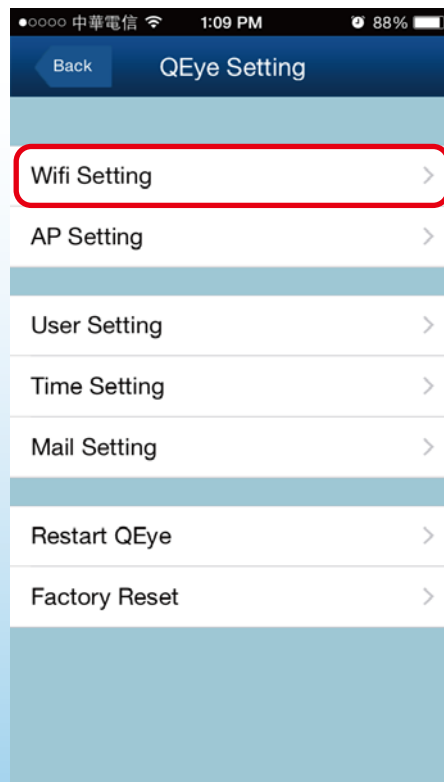 ●○○○○ 中華電信 1:09 PM 88%
Back QEye Setting
Wifi Setting
AP Setting
User Setting
Time Setting
Mail Setting
Restart QEye
Factory Reset